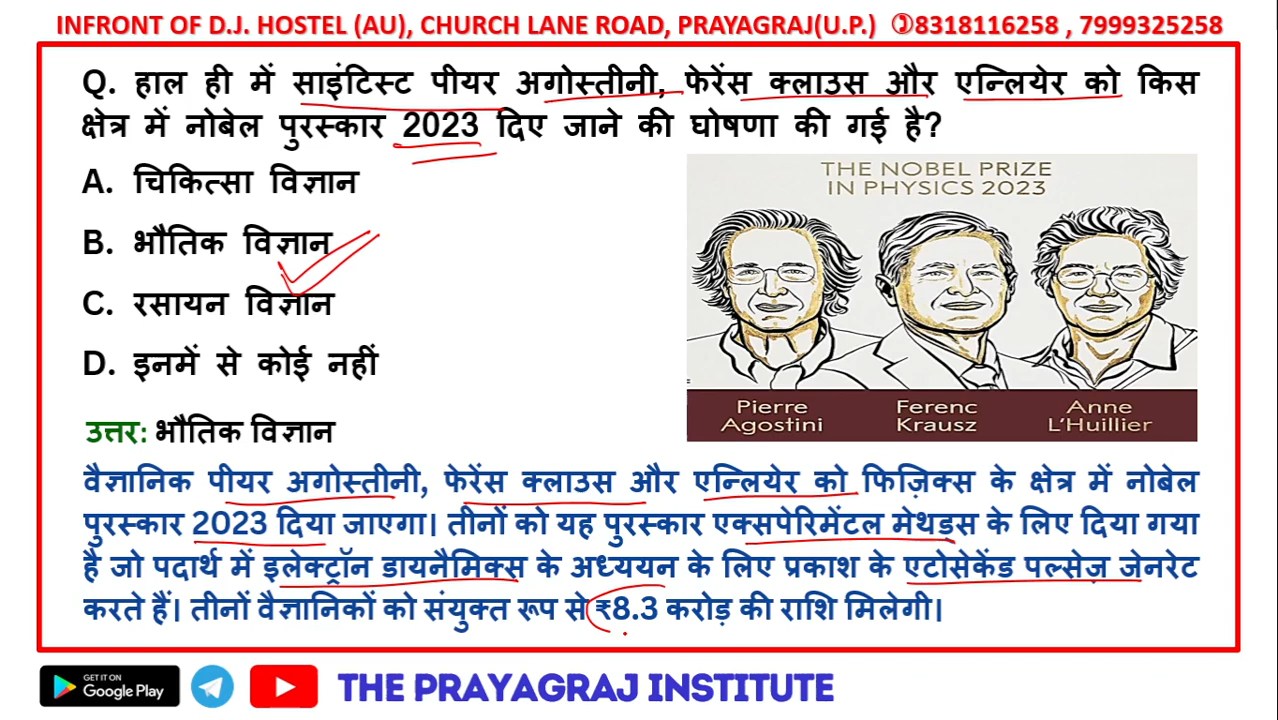 INFRONT OF D.J. HOSTEL (AU), CHURCH LANE ROAD, PRAYAGRAJ(U.P.) ✆8318116258 , 7999325258
Q. हाल ही में साइंटिस्ट पीयर अगोस्तीनी, फेरेंस क्लाउस और एन्लियेर को किस
क्षेत्र में नोबेल पुरस्कार 2023 दिए जाने की घोषणा की गई है?
A. चिकित्सा विज्ञान
B. भौतिक विज्ञान
C. रसायन विज्ञान
D. इनमें से कोई नहीं
THE NOBEL PRIZE
IN PHYSICS 2023
Pierre
Agostini
Ferenc
Krausz
Anne
L'Huillier
उत्तर: भौतिक विज्ञान
वैज्ञानिक पीयर अगोस्तीनी, फेरेंस क्लाउस और एन्लियेर को फिज़िक्स के क्षेत्र में नोबेल
पुरस्कार 2023 दिया जाएगा। तीनों को यह पुरस्कार एक्सपेरिमेंटल मेथड्स के लिए दिया गया
है जो पदार्थ में इलेक्ट्रॉन डायनैमिक्स के अध्ययन के लिए प्रकाश के एटोसेकेंड पल्सेज़ जेनरेट
करते हैं। तीनों वैज्ञानिकों को संयुक्त रूप से ₹8.3 करोड़ की राशि मिलेगी।
GET IT ON
Google Play
THE PRAYAGRAJ INSTITUTE